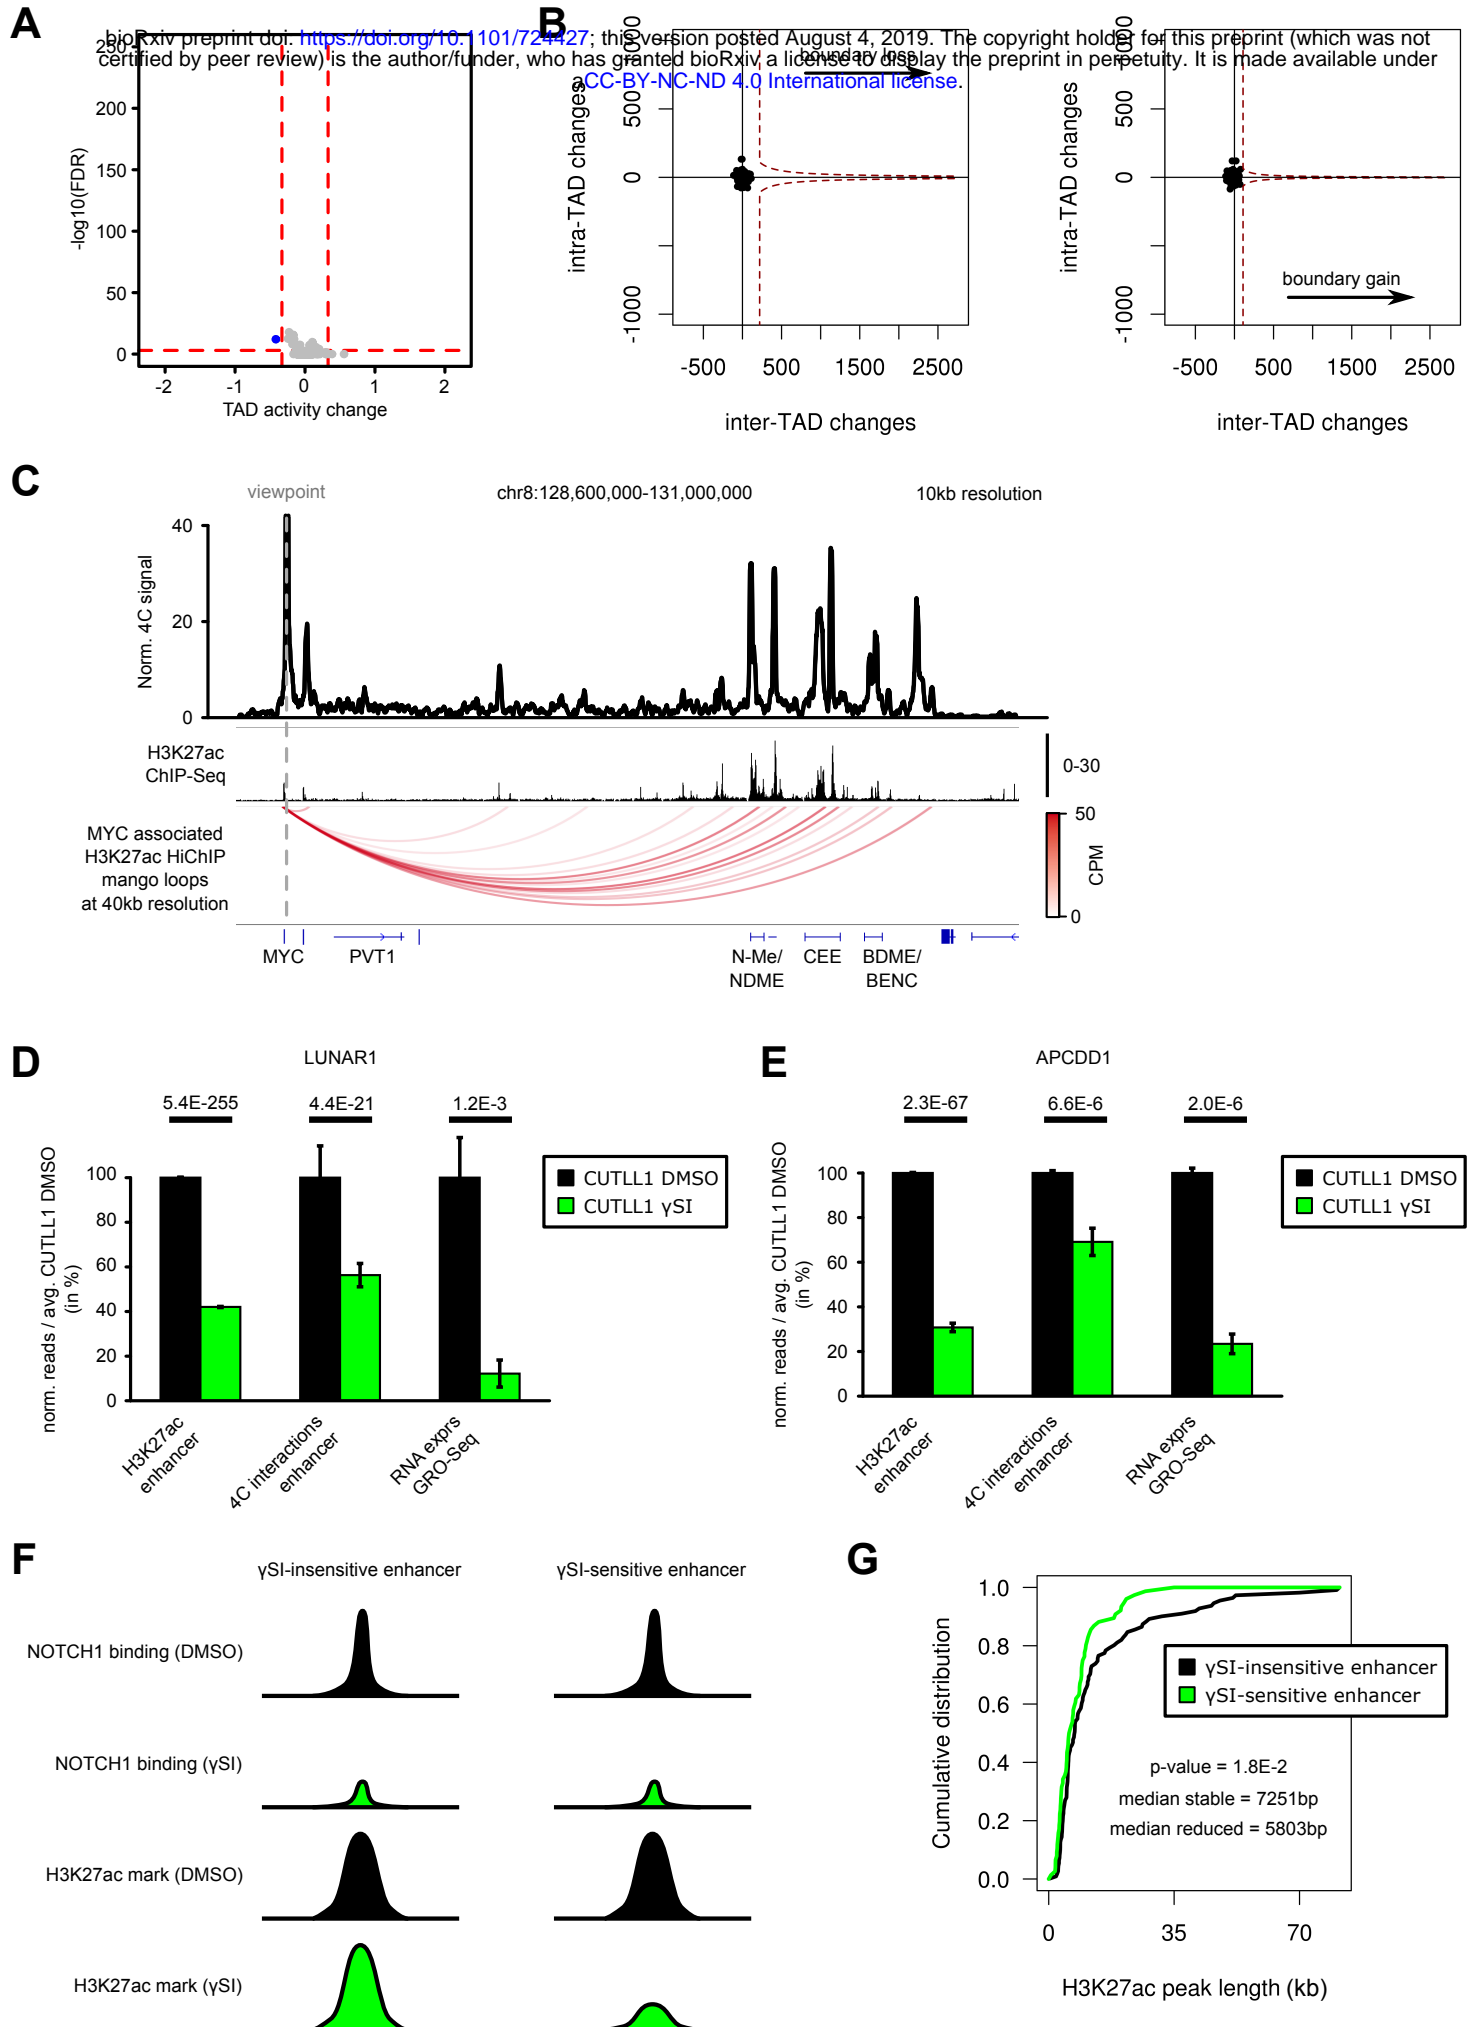 A
B
bioRxiv preprint doi: https://doi.org/10.1101/724427; this version posted August 4, 2019. The copyright holder for this preprint (which was not
certified by peer review) is the author/funder, who has granted bioRxiv a license to display the preprint in perpetuity. It is made available under
aCC-BY-NC-ND 4.0 International license.
250
200
150
100
50
0
-log10(FDR)
-2 -1 0 1 2
TAD activity change
boundary loss
1000
500
0
-1000
intra-TAD changes
-500 500 1500 2500
inter-TAD changes
1000
500
0
-1000
intra-TAD changes
boundary gain
-500 500 1500 2500
inter-TAD changes
C
viewpoint
chr8:128,600,000-131,000,000
10kb resolution
40
20
0
Norm. 4C signal
H3K27ac
ChIP-Seq
0-30
MYC associated
H3K27ac HiChIP
mango loops
at 40kb resolution
50
0
CPM
MYC PVT1 N-Me/ CEE BDME/
NDME BENC
D
LUNAR1
5.4E-255 4.4E-21 1.2E-3
100
80
60
40
20
0
norm. reads / avg. CUTLL1 DMSO
(in %)
CUTLL1 DMSO
CUTLL1 γSI
H3K27ac
enhancer
4C interactions
enhancer
RNA exprs
GRO-Seq
E
APCDD1
2.3E-67 6.6E-6 2.0E-6
100
80
60
40
20
0
norm. reads / avg. CUTLL1 DMSO
(in %)
CUTLL1 DMSO
CUTLL1 γSI
H3K27ac
enhancer
4C interactions
enhancer
RNA exprs
GRO-Seq
F
γSI-insensitive enhancer γSI-sensitive enhancer
NOTCH1 binding (DMSO)
NOTCH1 binding (γSI)
H3K27ac mark (DMSO)
H3K27ac mark (γSI)
G
1.0
0.8
0.6
0.4
0.2
0.0
Cumulative distribution
γSI-insensitive enhancer
γSI-sensitive enhancer
p-value = 1.8E-2
median stable = 7251bp
median reduced = 5803bp
0 35 70
H3K27ac peak length (kb)